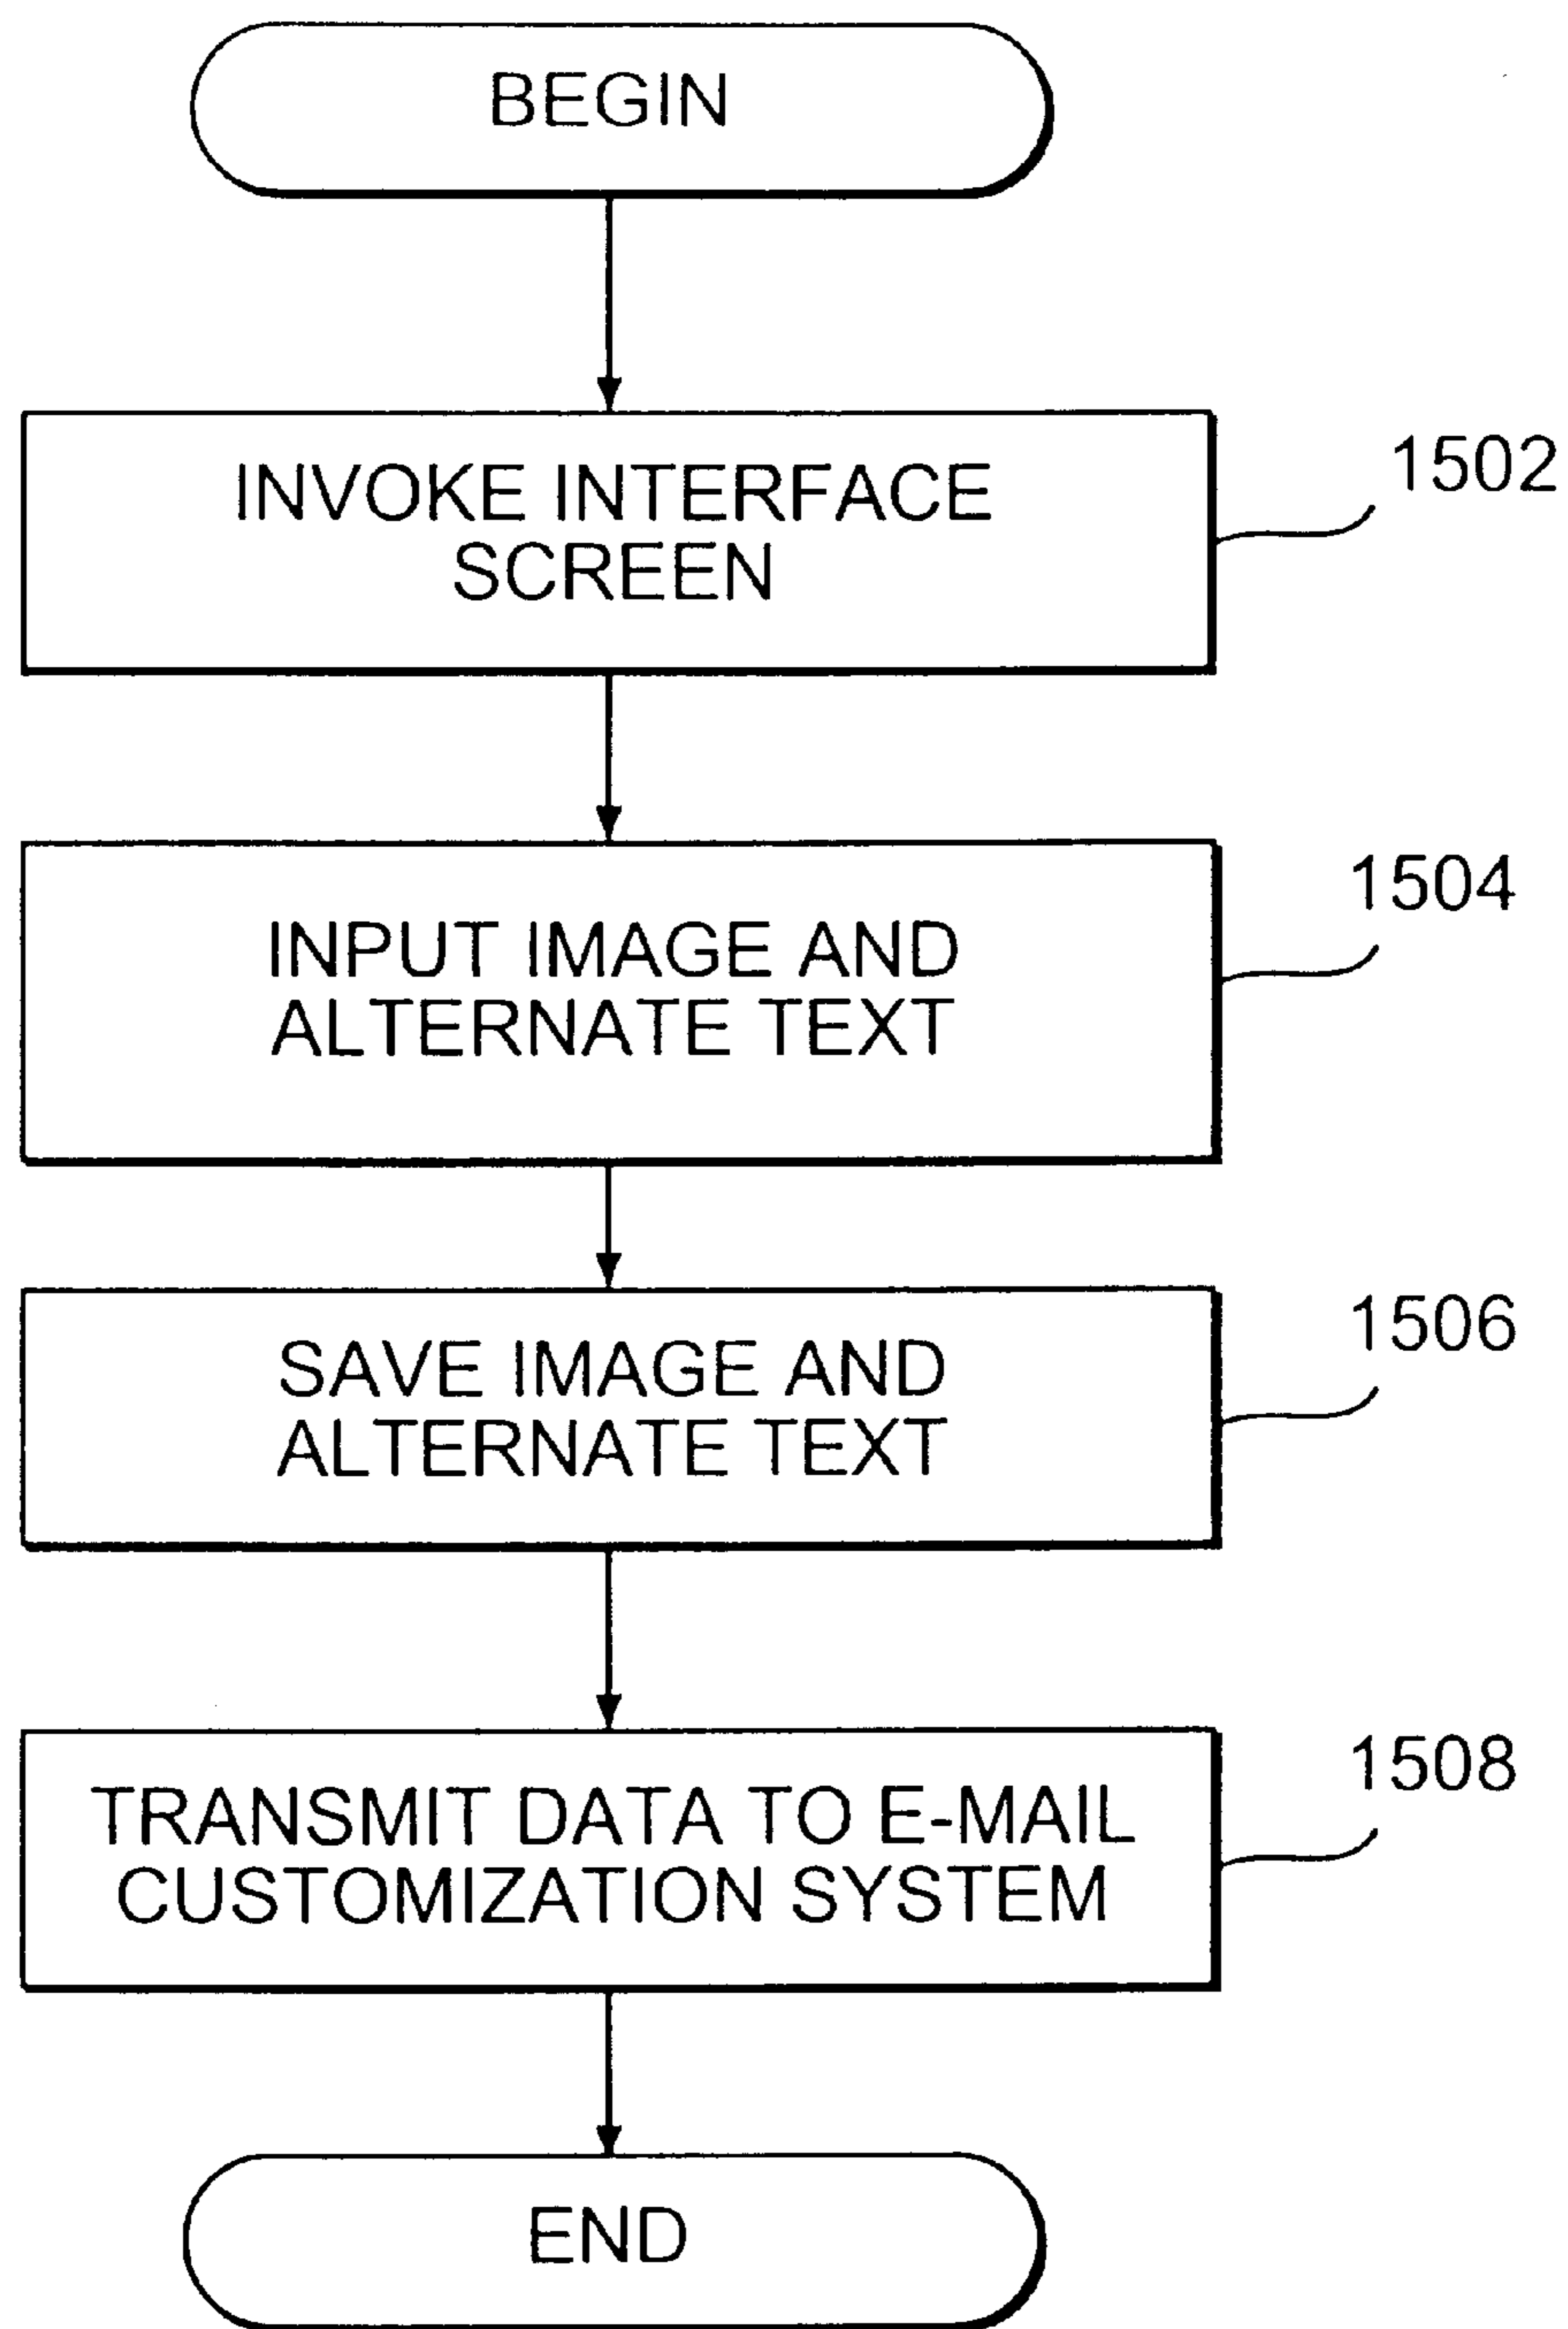 BEGIN
INVOKE INTERFACE
SCREEN
1502
INPUT IMAGE AND
ALTERNATE TEXT
1504
SAVE IMAGE AND
ALTERNATE TEXT
1506
TRANSMIT DATA TO E-MAIL
CUSTOMIZATION SYSTEM
1508
END